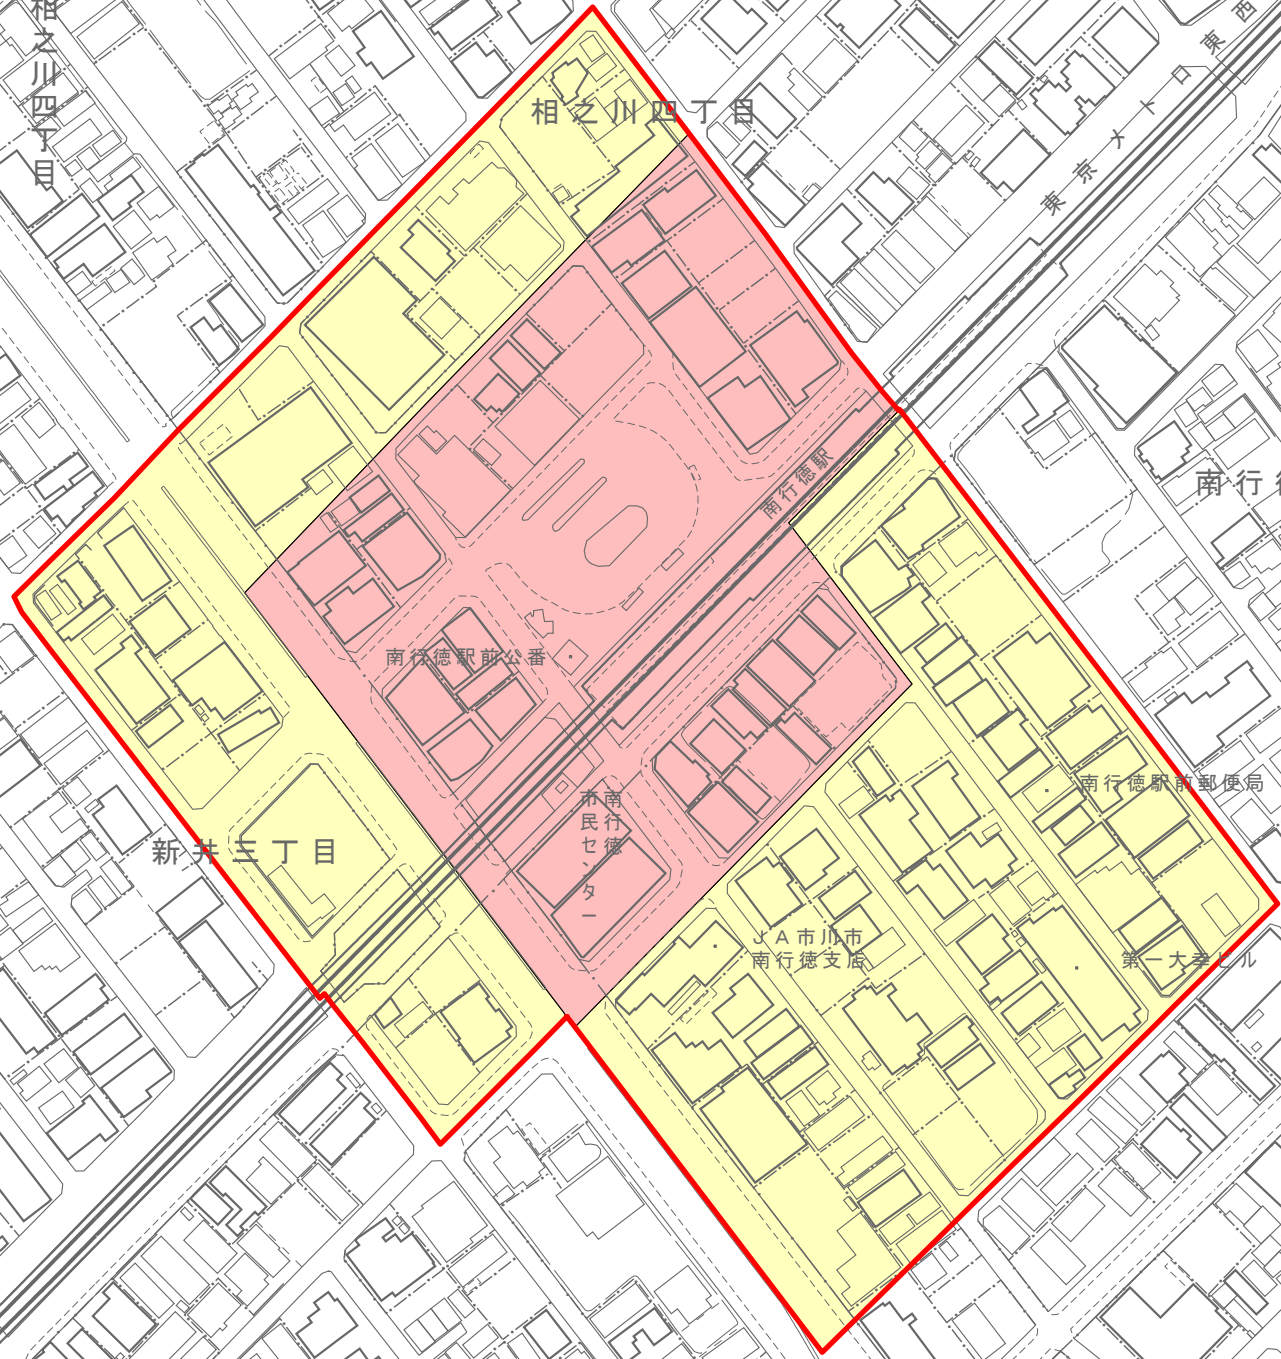 相之川四丁目
相之川四丁目
東京メトロ東西
南行
南行徳駅
南行徳駅前公番
南行徳駅前郵便局
南行徳
市民センター
新井三丁目
JA市川市
南行徳支店
第一大幸ビル